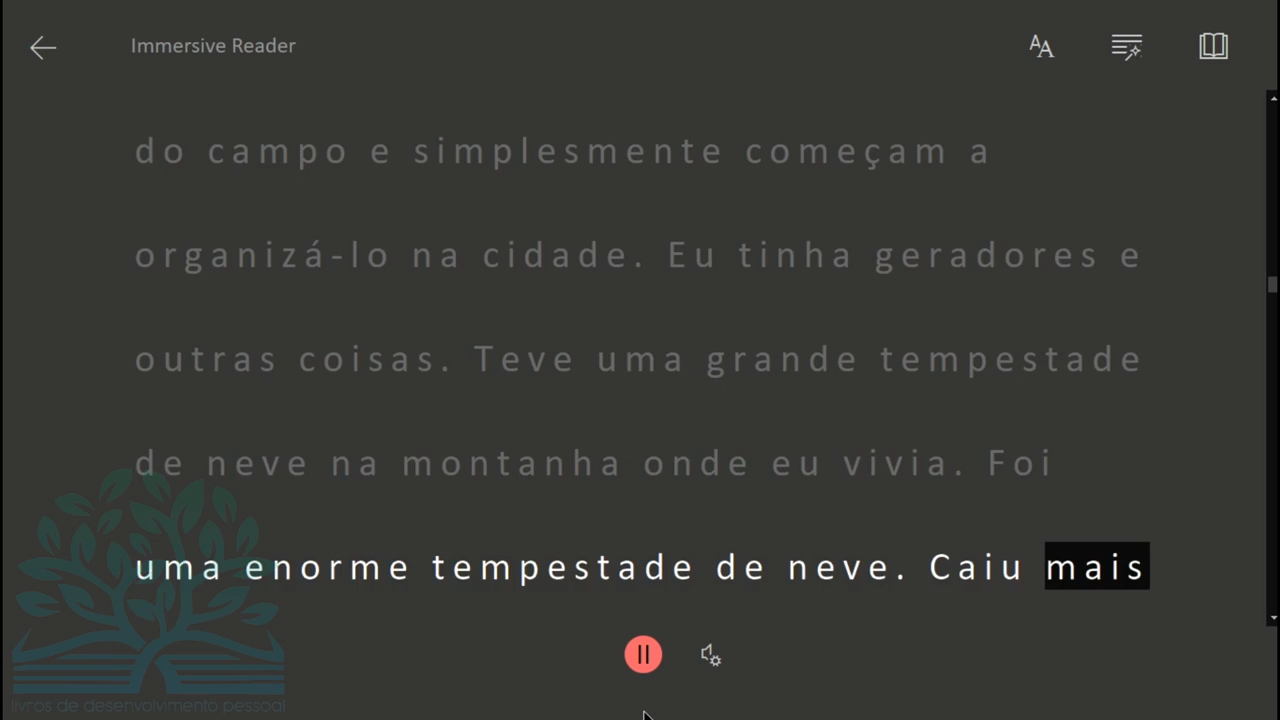 Immersive Reader
do campo e simplesmente começam a
organizá-lo na cidade. Eu tinha geradores e
outras coisas. Teve uma grande tempestade
de neve na montanha onde eu vivia. Foi
uma enorme tempestade de neve. Caiu mais
livros de desenvolvimento pessoal